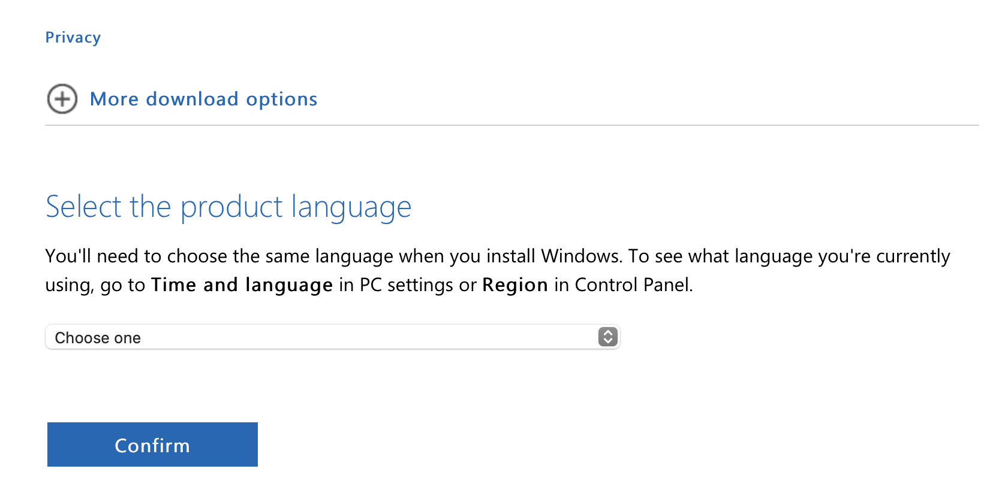 Privacy
More download options
Select the product language
You'll need to choose the same language when you install Windows. To see what language you're currently
using, go to Time and language in PC settings or Region in Control Panel.
Choose one
Confirm